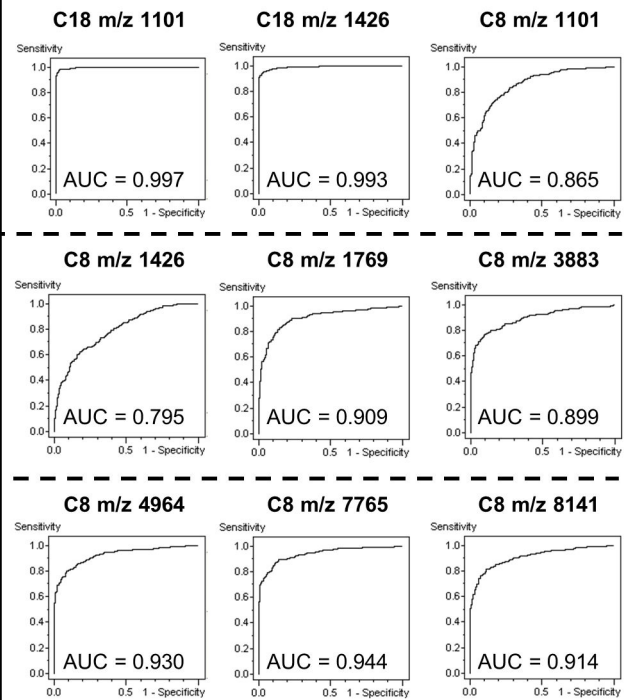 C18 m/z 1101
Sensitivity
1.0
0.8
0.6
0.4
0.2
0.0
AUC = 0.997
0.0 0.5 1 - Specificity
C18 m/z 1426
Sensitivity
1.0
0.8
0.6
0.4
0.2
0.0
AUC = 0.993
0.0 0.5 1 - Specificity
C8 m/z 1101
Sensitivity
1.0
0.8
0.6
0.4
0.2
0.0
AUC = 0.865
0.0 0.5 1 - Specificity
C8 m/z 1426
Sensitivity
1.0
0.8
0.6
0.4
0.2
0.0
AUC = 0.795
0.0 0.5 1 - Specificity
C8 m/z 1769
Sensitivity
1.0
0.8
0.6
0.4
0.2
0.0
AUC = 0.909
0.0 0.5 1 - Specificity
C8 m/z 3883
Sensitivity
1.0
0.8
0.6
0.4
0.2
0.0
AUC = 0.899
0.0 0.5 1 - Specificity
C8 m/z 4964
Sensitivity
1.0
0.8
0.6
0.4
0.2
0.0
AUC = 0.930
0.0 0.5 1 - Specificity
C8 m/z 7765
Sensitivity
1.0
0.8
0.6
0.4
0.2
0.0
AUC = 0.944
0.0 0.5 1 - Specificity
C8 m/z 8141
Sensitivity
1.0
0.8
0.6
0.4
0.2
0.0
AUC = 0.914
0.0 0.5 1 - Specificity